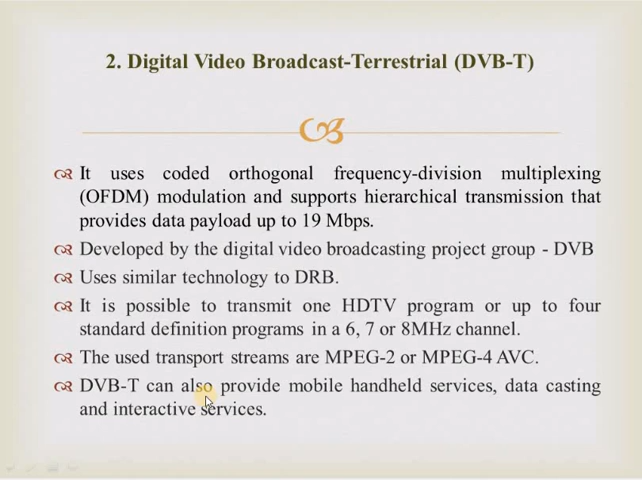 2. Digital Video Broadcast-Terrestrial (DVB-T)
It uses coded orthogonal frequency-division multiplexing
(OFDM) modulation and supports hierarchical transmission that
provides data payload up to 19 Mbps.
Developed by the digital video broadcasting project group - DVB
Uses similar technology to DRB.
It is possible to transmit one HDTV program or up to four
standard definition programs in a 6, 7 or 8MHz channel.
The used transport streams are MPEG-2 or MPEG-4 AVC.
DVB-T can also provide mobile handheld services, data casting
and interactive services.